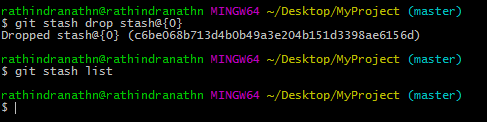 rathindranathn@rathindranathn MINGW64 ~/Desktop/MyProject (master)
$ git stash drop stash@{0}
Dropped stash@{0} (c6be068b713d4b0b49a3e204b151d3398ae6156d)

rathindranathn@rathindranathn MINGW64 ~/Desktop/MyProject (master)
$ git stash list

rathindranathn@rathindranathn MINGW64 ~/Desktop/MyProject (master)
$